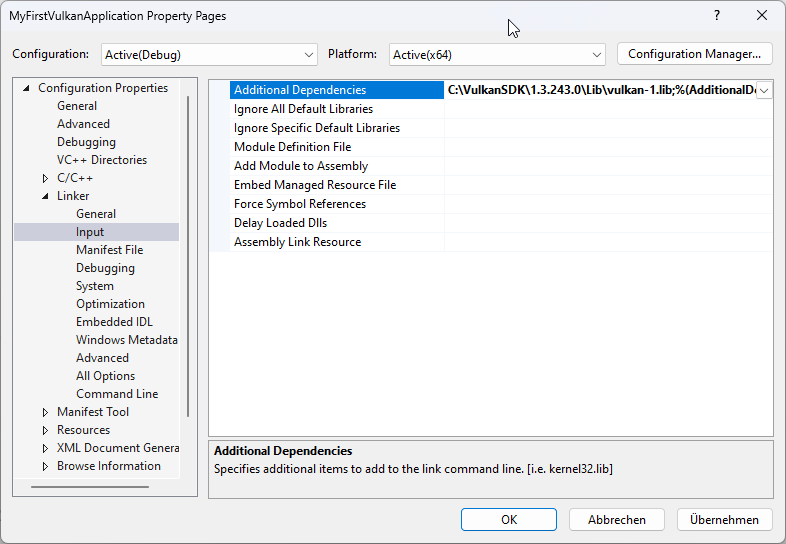 MyFirstVulkanApplication Property Pages
?
Configuration: Active(Debug) Platform: Active(x64) Configuration Manager...
Configuration Properties
General
Advanced
Debugging
VC++ Directories
C/C++
Linker
General
Input
Manifest File
Debugging
System
Optimization
Embedded IDL
Windows Metadata
Advanced
All Options
Command Line
Manifest Tool
Resources
XML Document Genera
Browse Information
Additional Dependencies C:\VulkanSDK\1.3.243.0\Lib\vulkan-1.lib;%(AdditionalDe
Ignore All Default Libraries
Ignore Specific Default Libraries
Module Definition File
Add Module to Assembly
Embed Managed Resource File
Force Symbol References
Delay Loaded Dlls
Assembly Link Resource
Additional Dependencies
Specifies additional items to add to the link command line. [i.e. kernel32.lib]
OK Abbrechen Übernehmen